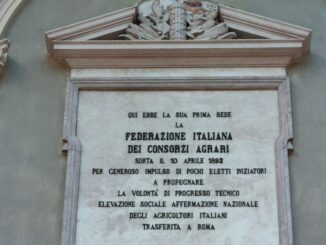 QUI EBBE LA SUA PRIMA SEDE
LA
FEDERAZIONE ITALIANA
DEI CONSORZI AGRARI
SORTA IL 10 APRILE 1892
PER GENEROSO IMPULSO DI POCHI ELETTI INIZIATORI
A PROPUGNARE
LA VOLONTÀ DI PROGRESSO TECNICO
ELEVAZIONE SOCIALE AFFERMAZIONE NAZIONALE
DEGLI AGRICOLTORI ITALIANI
TRASFERITA A ROMA